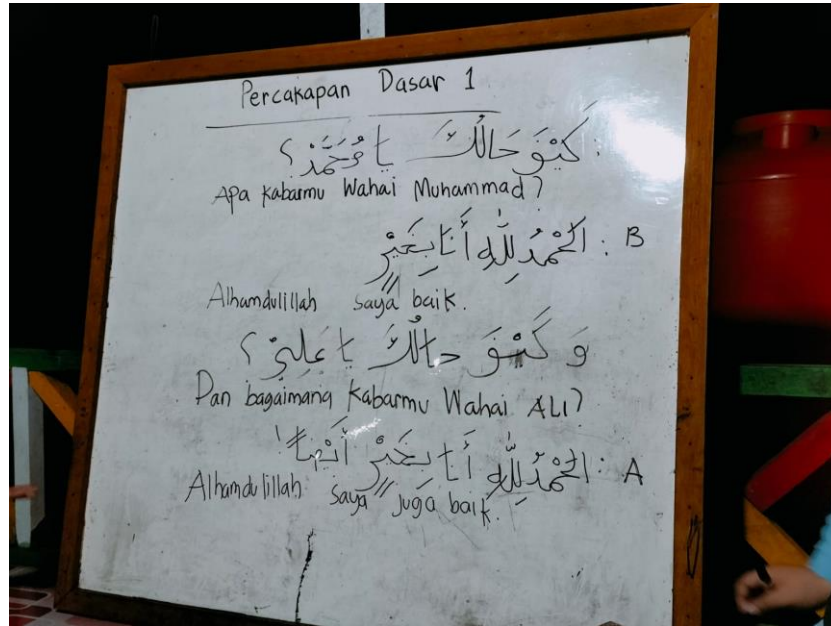 Percakapan Dasar 1
: كَيْفَ حَالُكَ يَا مُحَمَّدْ ؟
Apa kabarmu Wahai Muhammad?
B : اَلْحَمْدُ لِلَّهِ أَنَا بِخَيْرٍ
Alhamdulillah saya baik.
وَ كَيْفَ حَالُكَ يَا عَلِيْ ؟
Dan bagaimana Kabarmu Wahai ALI?
A : اَلْحَمْدُ لِلَّهِ أَنَا بِخَيْرٍ
Alhamdulillah saya juga baik.